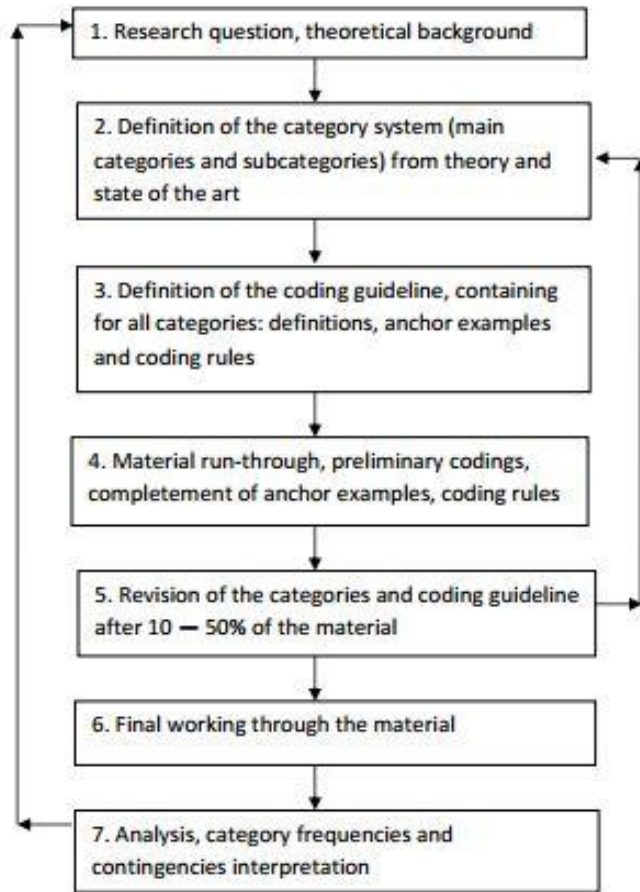 1. Research question, theoretical background
2. Definition of the category system (main
categories and subcategories) from theory and
state of the art
3. Definition of the coding guideline, containing
for all categories: definitions, anchor examples
and coding rules
4. Material run-through, preliminary codings,
completement of anchor examples, coding rules
5. Revision of the categories and coding guideline
after 10 — 50% of the material
6. Final working through the material
7. Analysis, category frequencies and
contingencies interpretation